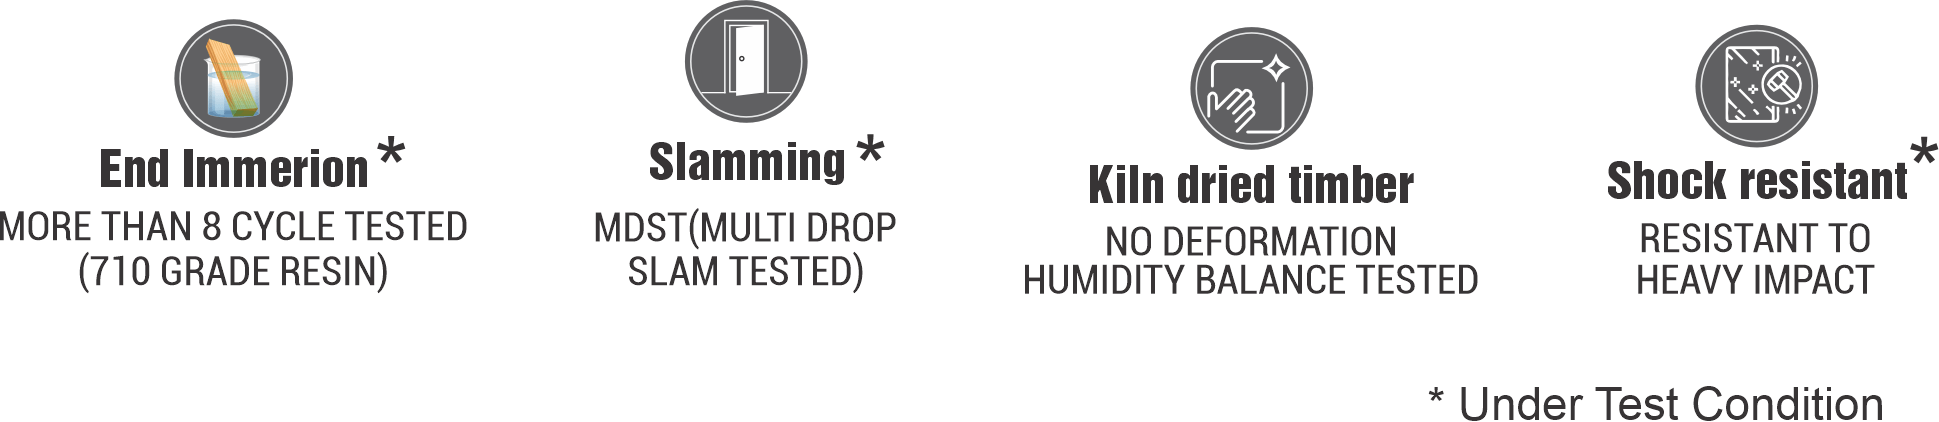 End Immerion*
MORE THAN 8 CYCLE TESTED
(710 GRADE RESIN)
Slamming*
MDST(MULTI DROP
SLAM TESTED)
Kiln dried timber
NO DEFORMATION
HUMIDITY BALANCE TESTED
Shock resistant*
RESISTANT TO
HEAVY IMPACT
* Under Test Condition